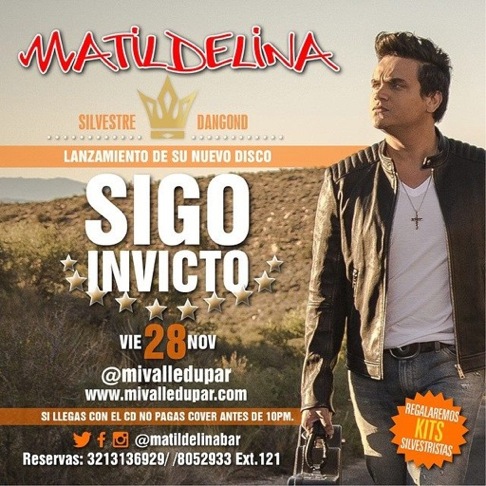 MATILDELINA
SILVESTRE DANGOND
LANZAMIENTO DE SU NUEVO DISCO
SIGO
INVICTO
VIE 28 NOV
@mivalledupar
www.mivalledupar.com
SI LLEGAS CON EL CD NO PAGAS COVER ANTES DE 10PM.
@matildelinabar
Reservas: 3213136929/ /8052933 Ext.121
REGALAREMOS
KITS
SILVESTRISTAS